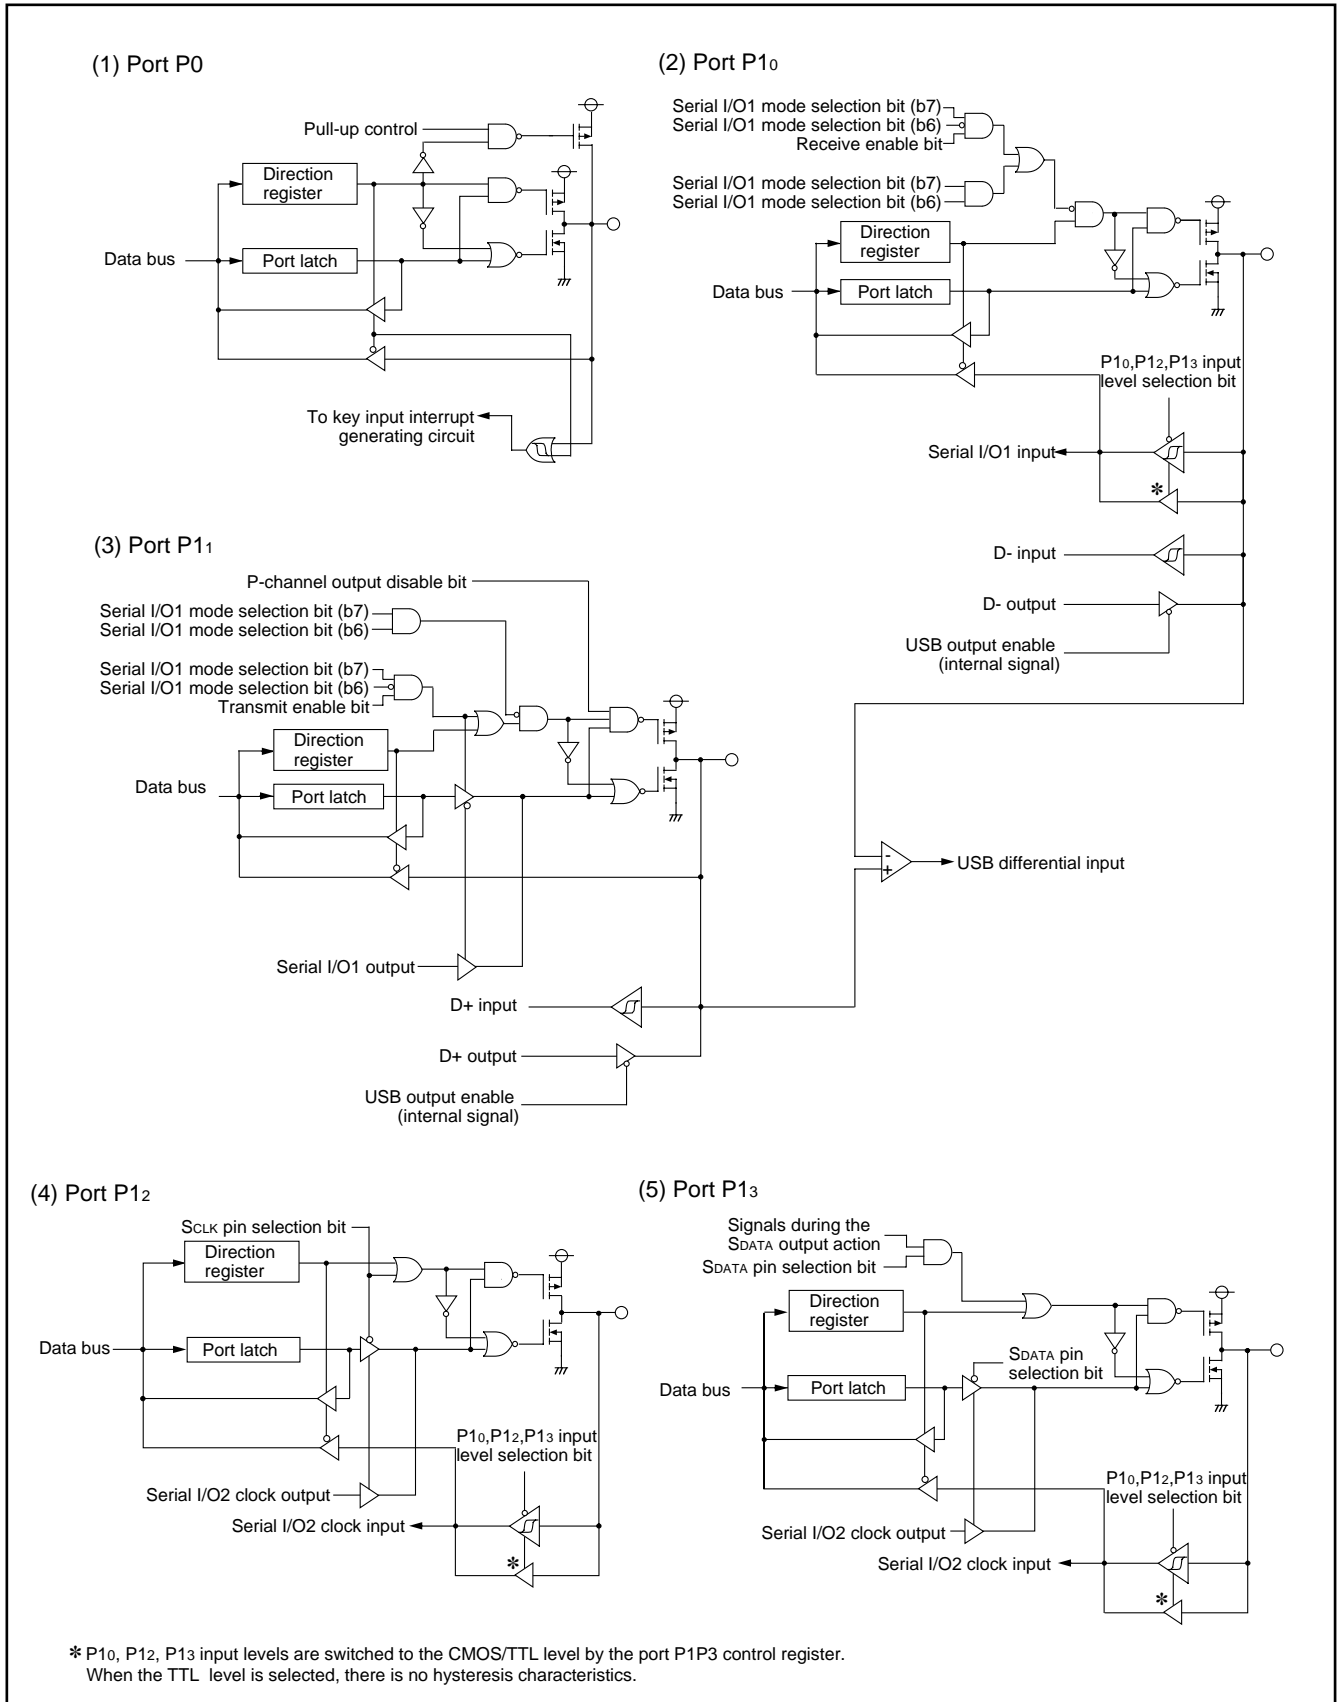 (1) Port P0
Pull-up control
Direction
register
Data bus
Port latch
To key input interrupt
generating circuit
(2) Port P10
Serial I/O1 mode selection bit (b7)
Serial I/O1 mode selection bit (b6)
Receive enable bit
Serial I/O1 mode selection bit (b7)
Serial I/O1 mode selection bit (b6)
Direction
register
Data bus
Port latch
P10,P12,P13 input
level selection bit
Serial I/O1 input
*
D- input
D- output
USB output enable
(internal signal)
(3) Port P11
P-channel output disable bit
Serial I/O1 mode selection bit (b7)
Serial I/O1 mode selection bit (b6)
Serial I/O1 mode selection bit (b7)
Serial I/O1 mode selection bit (b6)
Transmit enable bit
Direction
register
Data bus
Port latch
-
+
USB differential input
Serial I/O1 output
D+ input
D+ output
USB output enable
(internal signal)
(4) Port P12
SCLK pin selection bit
Direction
register
Data bus
Port latch
P10,P12,P13 input
level selection bit
Serial I/O2 clock output
Serial I/O2 clock input
*
(5) Port P13
Signals during the
SDATA output action
SDATA pin selection bit
Direction
register
SDATA pin
selection bit
Data bus
Port latch
P10,P12,P13 input
level selection bit
Serial I/O2 clock output
Serial I/O2 clock input
*
* P10, P12, P13 input levels are switched to the CMOS/TTL level by the port P1P3 control register.
When the TTL level is selected, there is no hysteresis characteristics.